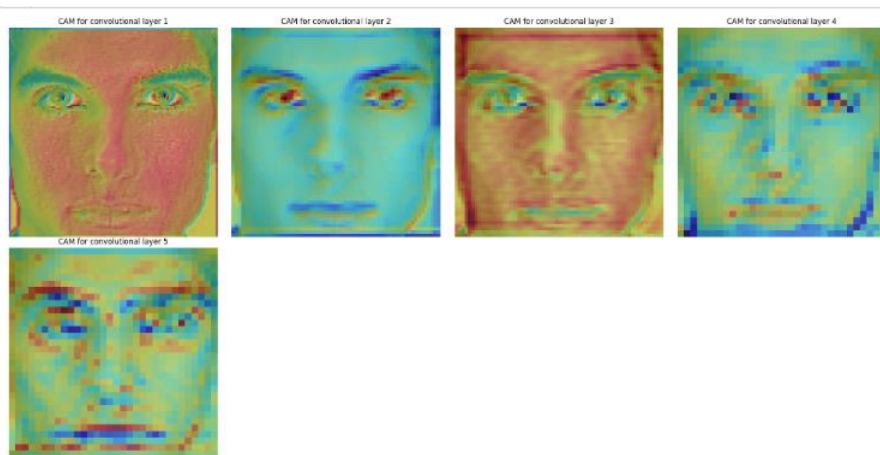 CAM for convolutional layer 1
CAM for convolutional layer 2
CAM for convolutional layer 3
CAM for convolutional layer 4
CAM for convolutional layer 5